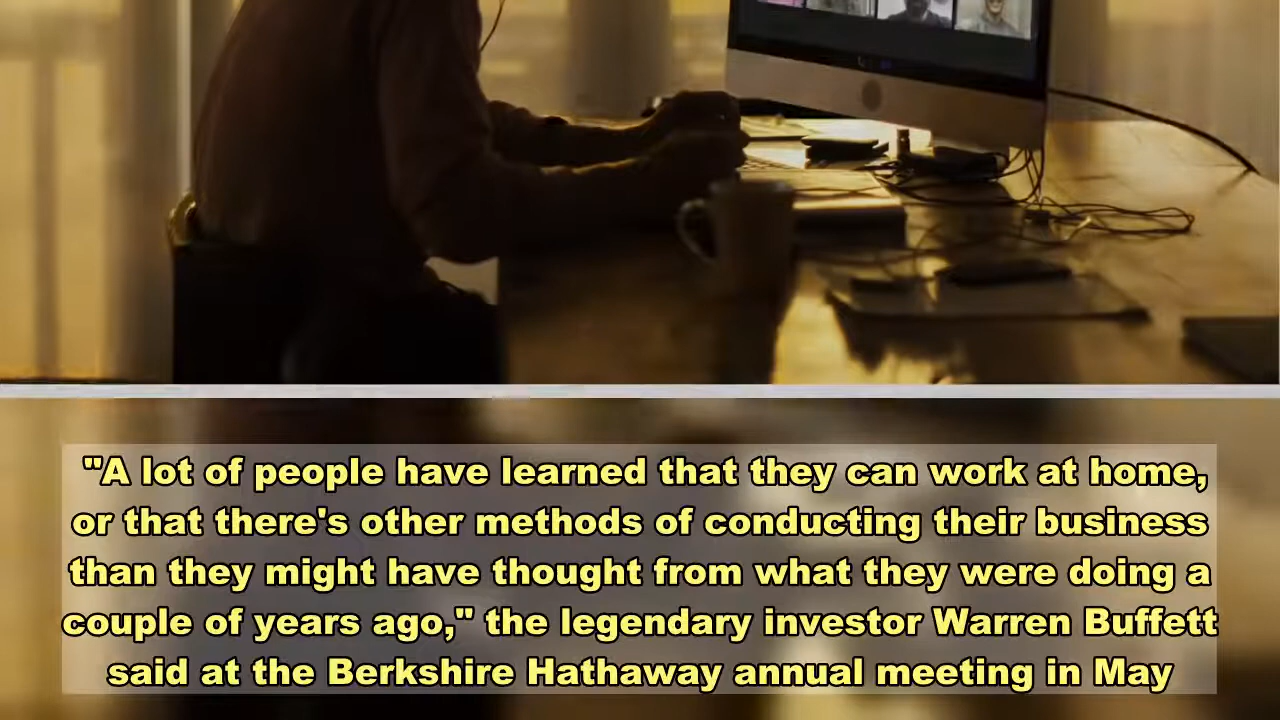 "A lot of people have learned that they can work at home,
or that there's other methods of conducting their business
than they might have thought from what they were doing a
couple of years ago," the legendary investor Warren Buffett
said at the Berkshire Hathaway annual meeting in May